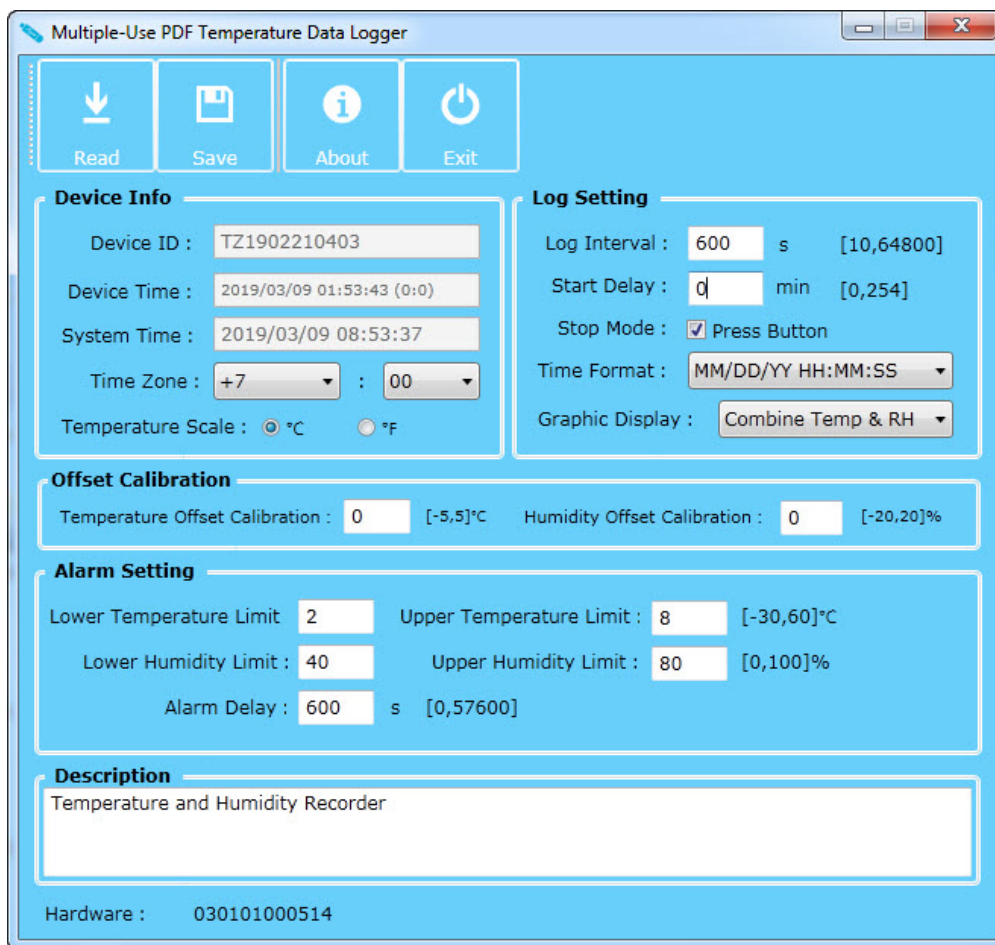 Multiple-Use PDF Temperature Data Logger
Read Save About Exit
Device Info
Device ID : TZ1902210403
Device Time : 2019/03/09 01:53:43 (0:0)
System Time : 2019/03/09 08:53:37
Time Zone : +7 : 00
Temperature Scale : °C °F
Log Setting
Log Interval : 600 s [10,64800]
Start Delay : 0 min [0,254]
Stop Mode : Press Button
Time Format : MM/DD/YY HH:MM:SS
Graphic Display : Combine Temp & RH
Offset Calibration
Temperature Offset Calibration : 0 [-5,5]°C Humidity Offset Calibration : 0 [-20,20]%
Alarm Setting
Lower Temperature Limit 2 Upper Temperature Limit : 8 [-30,60]°C
Lower Humidity Limit : 40 Upper Humidity Limit : 80 [0,100]%
Alarm Delay : 600 s [0,57600]
Description
Temperature and Humidity Recorder
Hardware : 030101000514